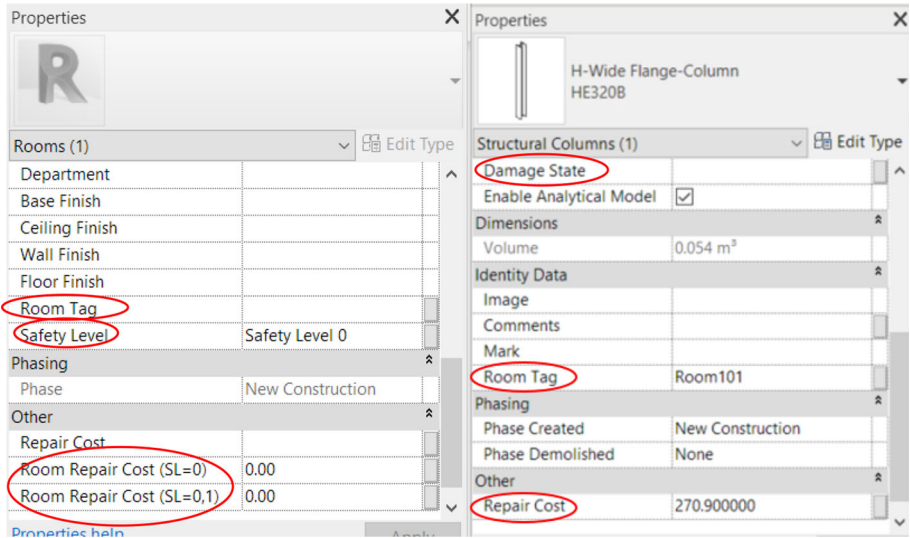 Properties
Rooms (1)
Edit Type
Department
Base Finish
Ceiling Finish
Wall Finish
Floor Finish
Room Tag
Safety Level Safety Level 0
Phasing
Phase New Construction
Other
Repair Cost
Room Repair Cost (SL=0) 0.00
Room Repair Cost (SL=0,1) 0.00
Properties help
Apply
Properties
H-Wide Flange-Column
HE320B
Structural Columns (1)
Edit Type
Damage State
Enable Analytical Model
Dimensions
Volume 0.054 m³
Identity Data
Image
Comments
Mark
Room Tag Room101
Phasing
Phase Created New Construction
Phase Demolished None
Other
Repair Cost 270.900000